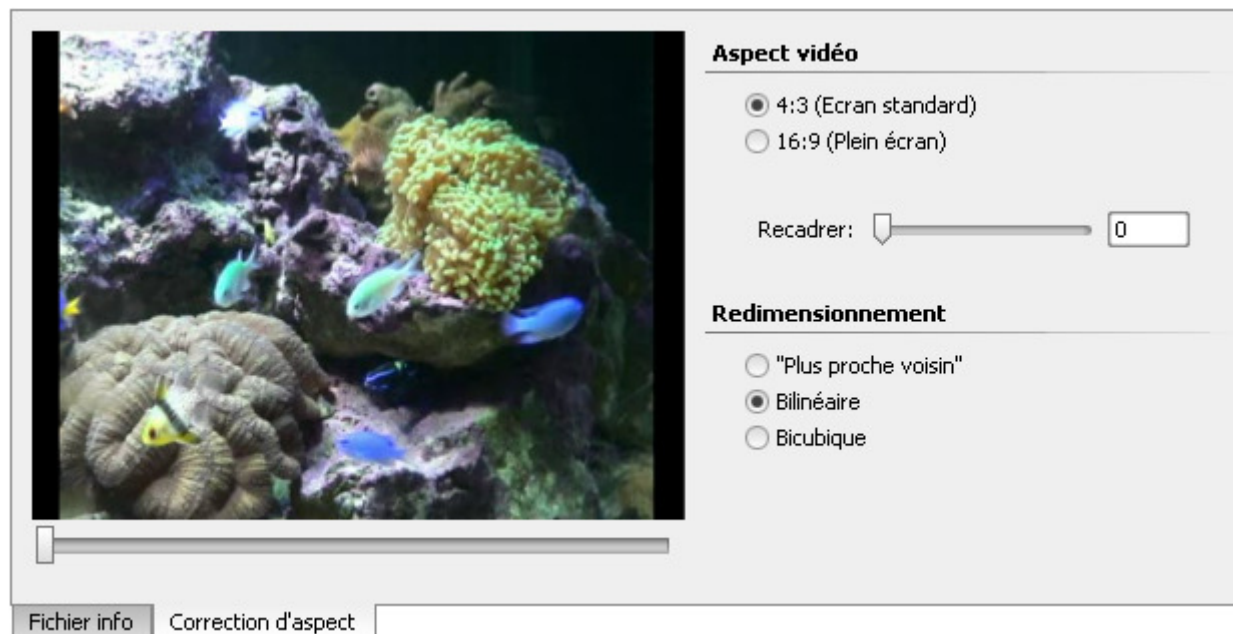 Aspect vidéo
4:3 (Ecran standard)
16:9 (Plein écran)
Recadrer: 0
Redimensionnement
"Plus proche voisin"
Bilinéaire
Bicubique
Fichier info
Correction d'aspect